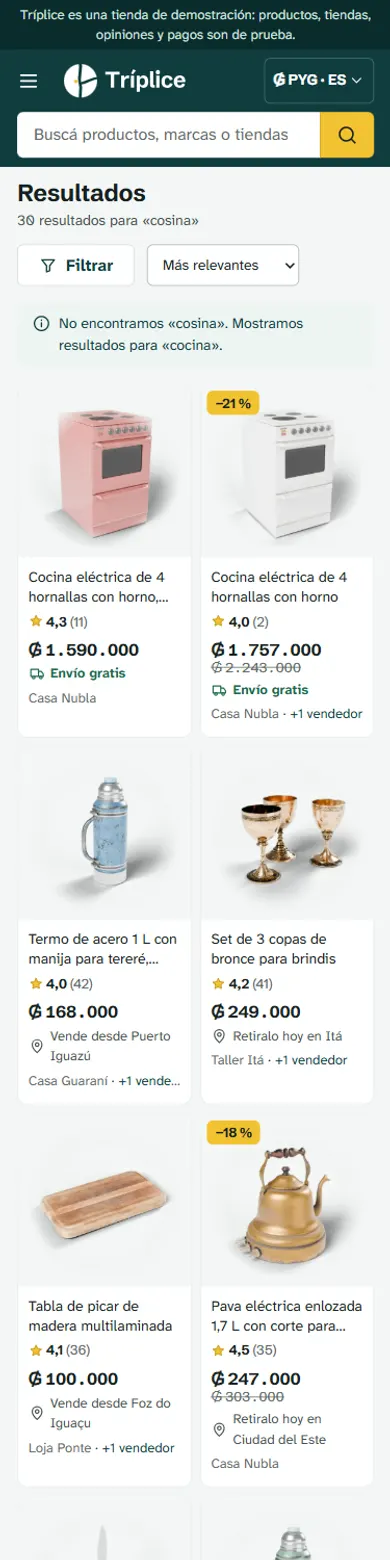 Tríplice es una tienda de demostración: productos, tiendas,
opiniones y pagos son de prueba.
Tríplice
₲ PYG · ES
Buscá productos, marcas o tiendas
Resultados
30 resultados para «cosina»
Filtrar
Más relevantes
No encontramos «cosina». Mostramos
resultados para «cocina».
Cocina eléctrica de 4
hornallas con horno,...
4,3 (11)
₲ 1.590.000
Envío gratis
Casa Nubla
−21 %
Cocina eléctrica de 4
hornallas con horno
4,0 (2)
₲ 1.757.000
₲ 2.243.000
Envío gratis
Casa Nubla · +1 vendedor
Termo de acero 1 L con
manija para tereré,...
4,0 (42)
₲ 168.000
Vende desde Puerto
Iguazú
Casa Guaraní · +1 vende...
Set de 3 copas de
bronce para brindis
4,2 (41)
₲ 249.000
Retiralo hoy en Itá
Taller Itá · +1 vendedor
Tabla de picar de
madera multilaminada
4,1 (36)
₲ 100.000
Vende desde Foz do
Iguaçu
Loja Ponte · +1 vendedor
−18 %
Pava eléctrica enlozada
1,7 L con corte para...
4,5 (35)
₲ 247.000
₲ 303.000
Retiralo hoy en
Ciudad del Este
Casa Nubla